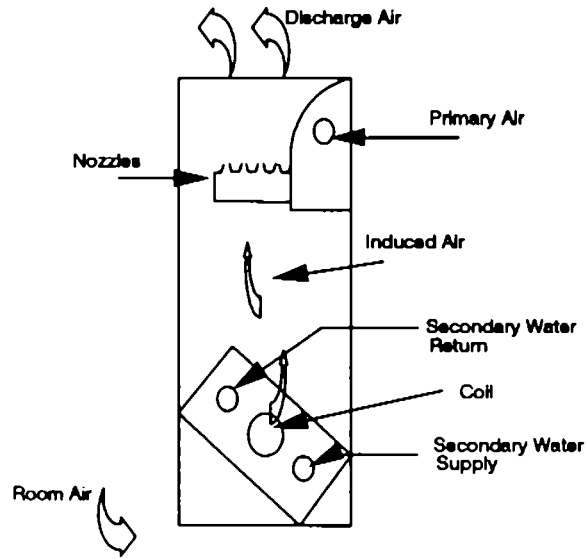 Discharge Air
Primary Air
Nozzles
Induced Air
Secondary Water
Return
Coil
Secondary Water
Supply
Room Air